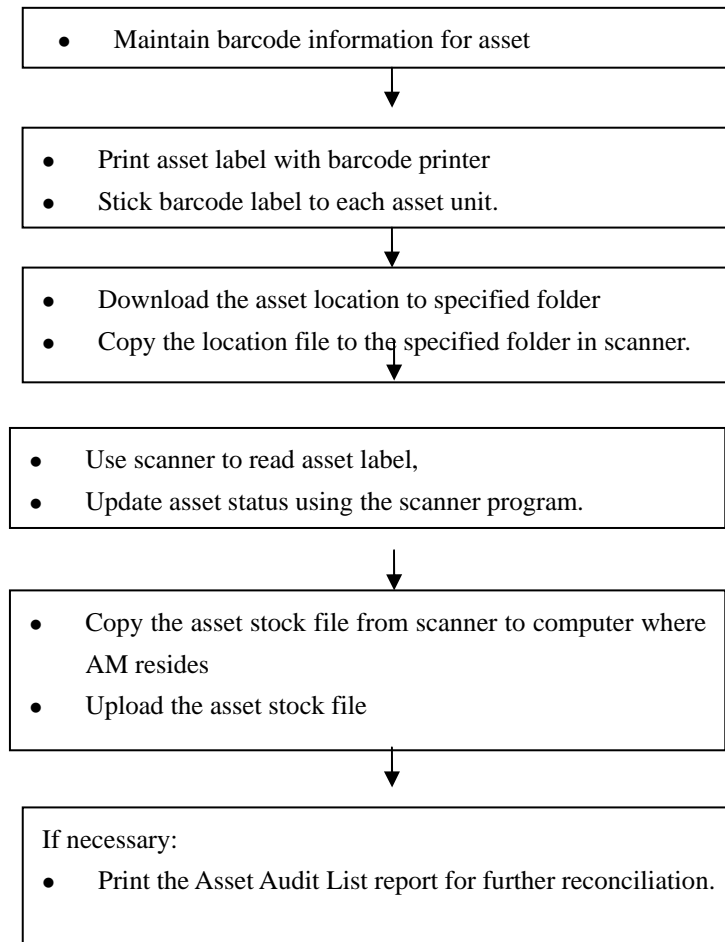 ● Maintain barcode information for asset
● Print asset label with barcode printer
● Stick barcode label to each asset unit.
● Download the asset location to specified folder
● Copy the location file to the specified folder in scanner.
● Use scanner to read asset label,
● Update asset status using the scanner program.
● Copy the asset stock file from scanner to computer where
AM resides
● Upload the asset stock file
If necessary:
● Print the Asset Audit List report for further reconciliation.